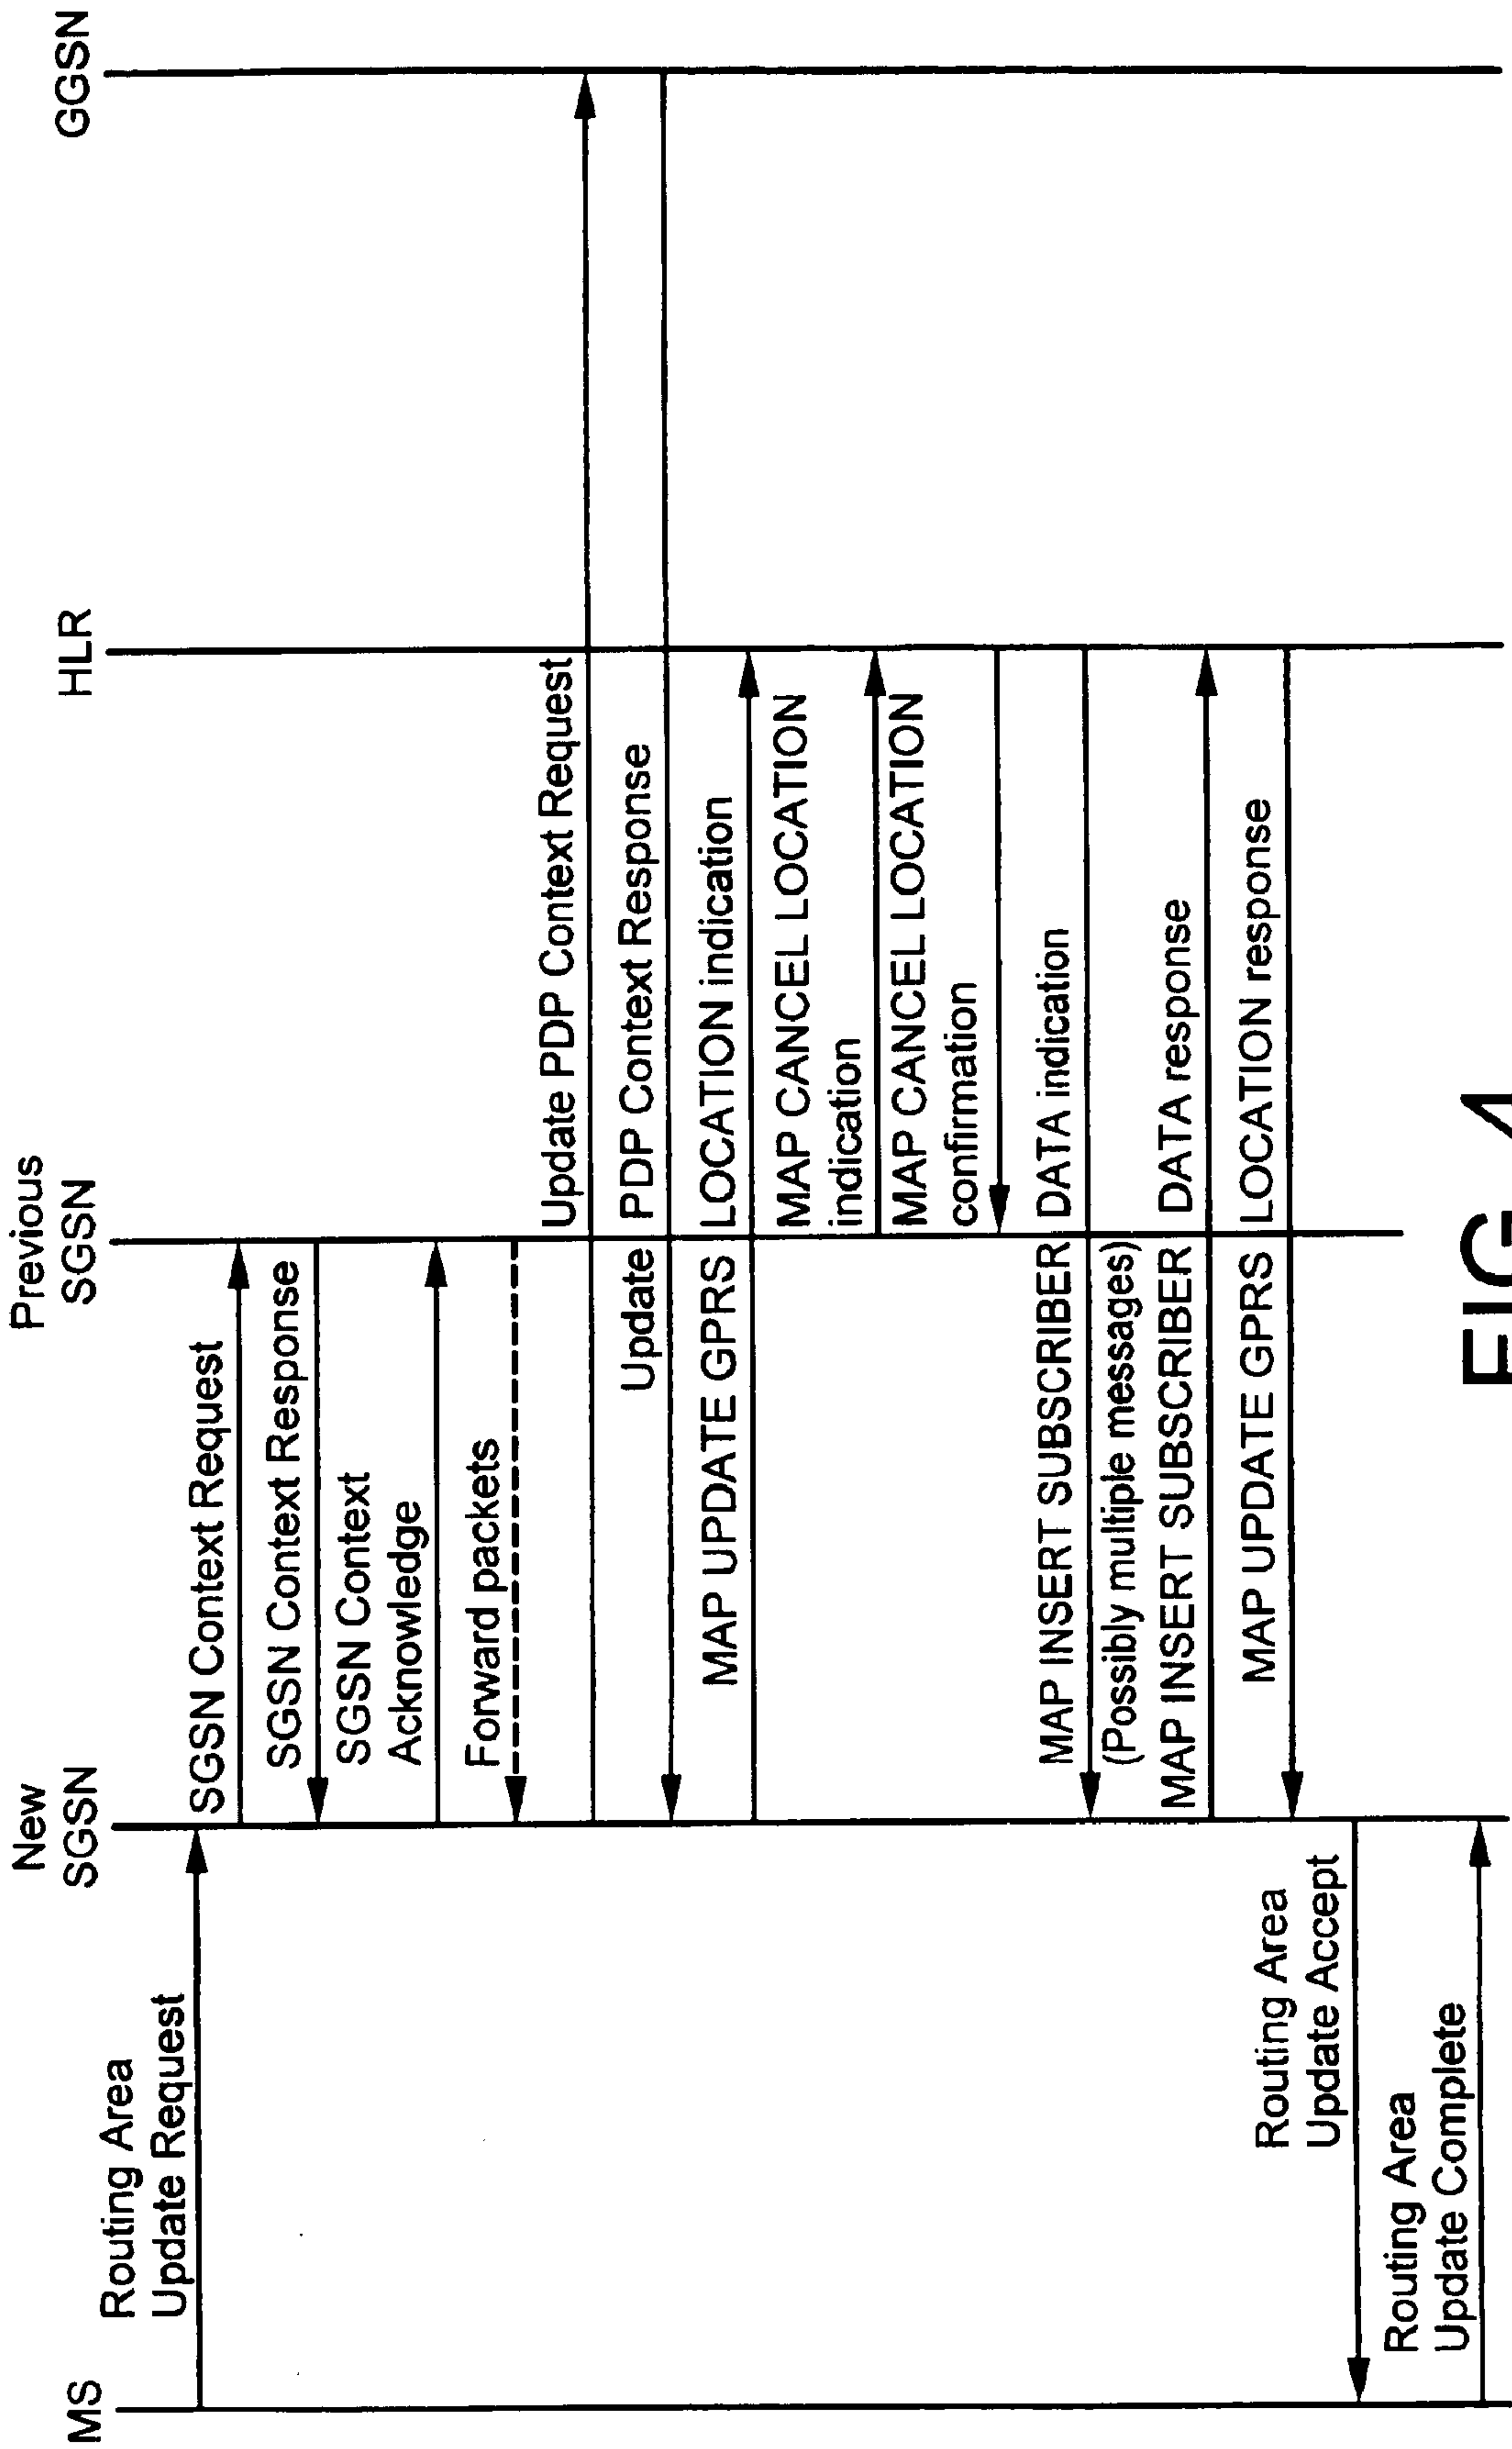 MS
New
SGSN
Previous
SGSN
HLR
GGSN
Routing Area
Update Request
SGSN Context Request
SGSN Context Response
SGSN Context
Acknowledge
Forward packets
Update PDP Context Request
Update PDP Context Response
MAP UPDATE GPRS LOCATION indication
MAP CANCEL LOCATION
indication
MAP CANCEL LOCATION
confirmation
MAP INSERT SUBSCRIBER DATA indication
(Possibly multiple messages)
MAP INSERT SUBSCRIBER DATA response
MAP UPDATE GPRS LOCATION response
Routing Area
Update Accept
Routing Area
Update Complete
FIG.4